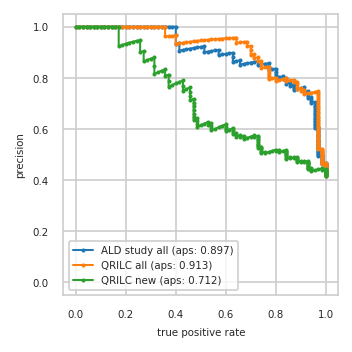 1.0
0.8
0.6
0.4
0.2
0.0
precision
ALD study all (aps: 0.897)
QRILC all (aps: 0.913)
QRILC new (aps: 0.712)
0.0 0.2 0.4 0.6 0.8 1.0
true positive rate